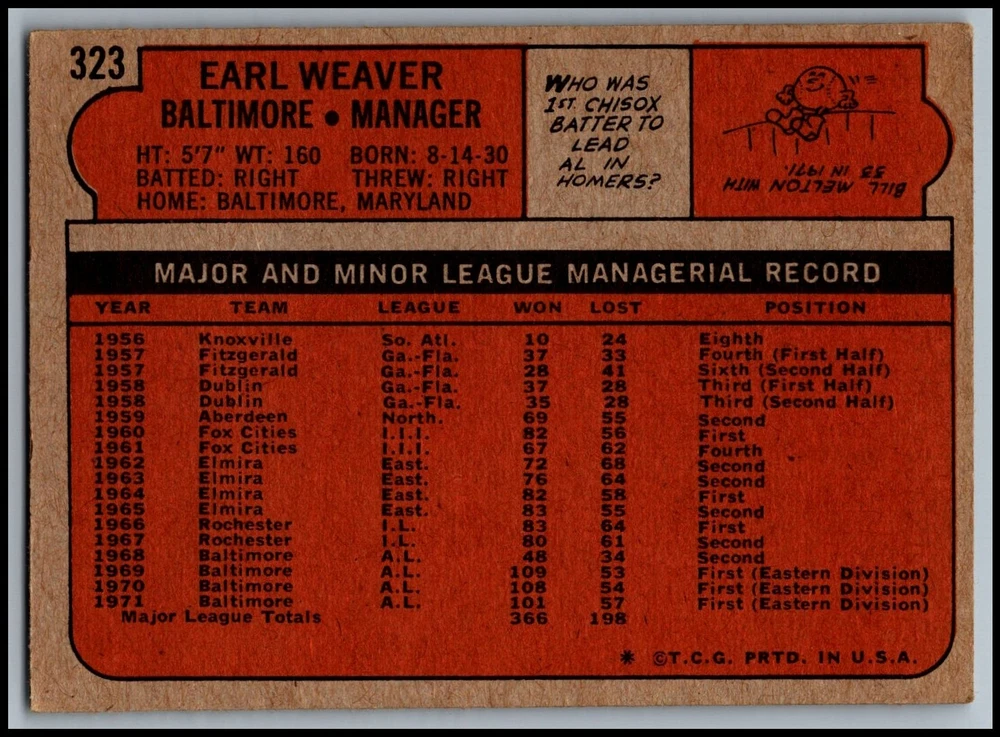 323
EARL WEAVER
BALTIMORE • MANAGER
HT: 5'7" WT: 160 BORN: 8-14-30
BATTED: RIGHT THREW: RIGHT
HOME: BALTIMORE, MARYLAND
WHO WAS
1ST. CHISOX
BATTER TO
LEAD
AL IN
HOMERS?
BILL MELTON WITH
33 IN 1971.
MAJOR AND MINOR LEAGUE MANAGERIAL RECORD
YEAR TEAM LEAGUE WON LOST POSITION
1956 Knoxville So. Atl. 10 24 Eighth
1957 Fitzgerald Ga.-Fla. 37 33 Fourth (First Half)
1957 Fitzgerald Ga.-Fla. 28 41 Sixth (Second Half)
1958 Dublin Ga.-Fla. 37 28 Third (First Half)
1958 Dublin Ga.-Fla. 35 28 Third (Second Half)
1959 Aberdeen North. 69 55 Second
1960 Fox Cities I.I.I. 82 56 First
1961 Fox Cities I.I.I. 67 62 Fourth
1962 Elmira East. 72 68 Second
1963 Elmira East. 76 64 Second
1964 Elmira East. 82 58 First
1965 Elmira East. 83 55 Second
1966 Rochester I.L. 83 64 First
1967 Rochester I.L. 80 61 Second
1968 Baltimore A.L. 48 34 Second
1969 Baltimore A.L. 109 53 First (Eastern Division)
1970 Baltimore A.L. 108 54 First (Eastern Division)
1971 Baltimore A.L. 101 57 First (Eastern Division)
Major League Totals 366 198
* ©T.C.G. PRTD. IN U.S.A.